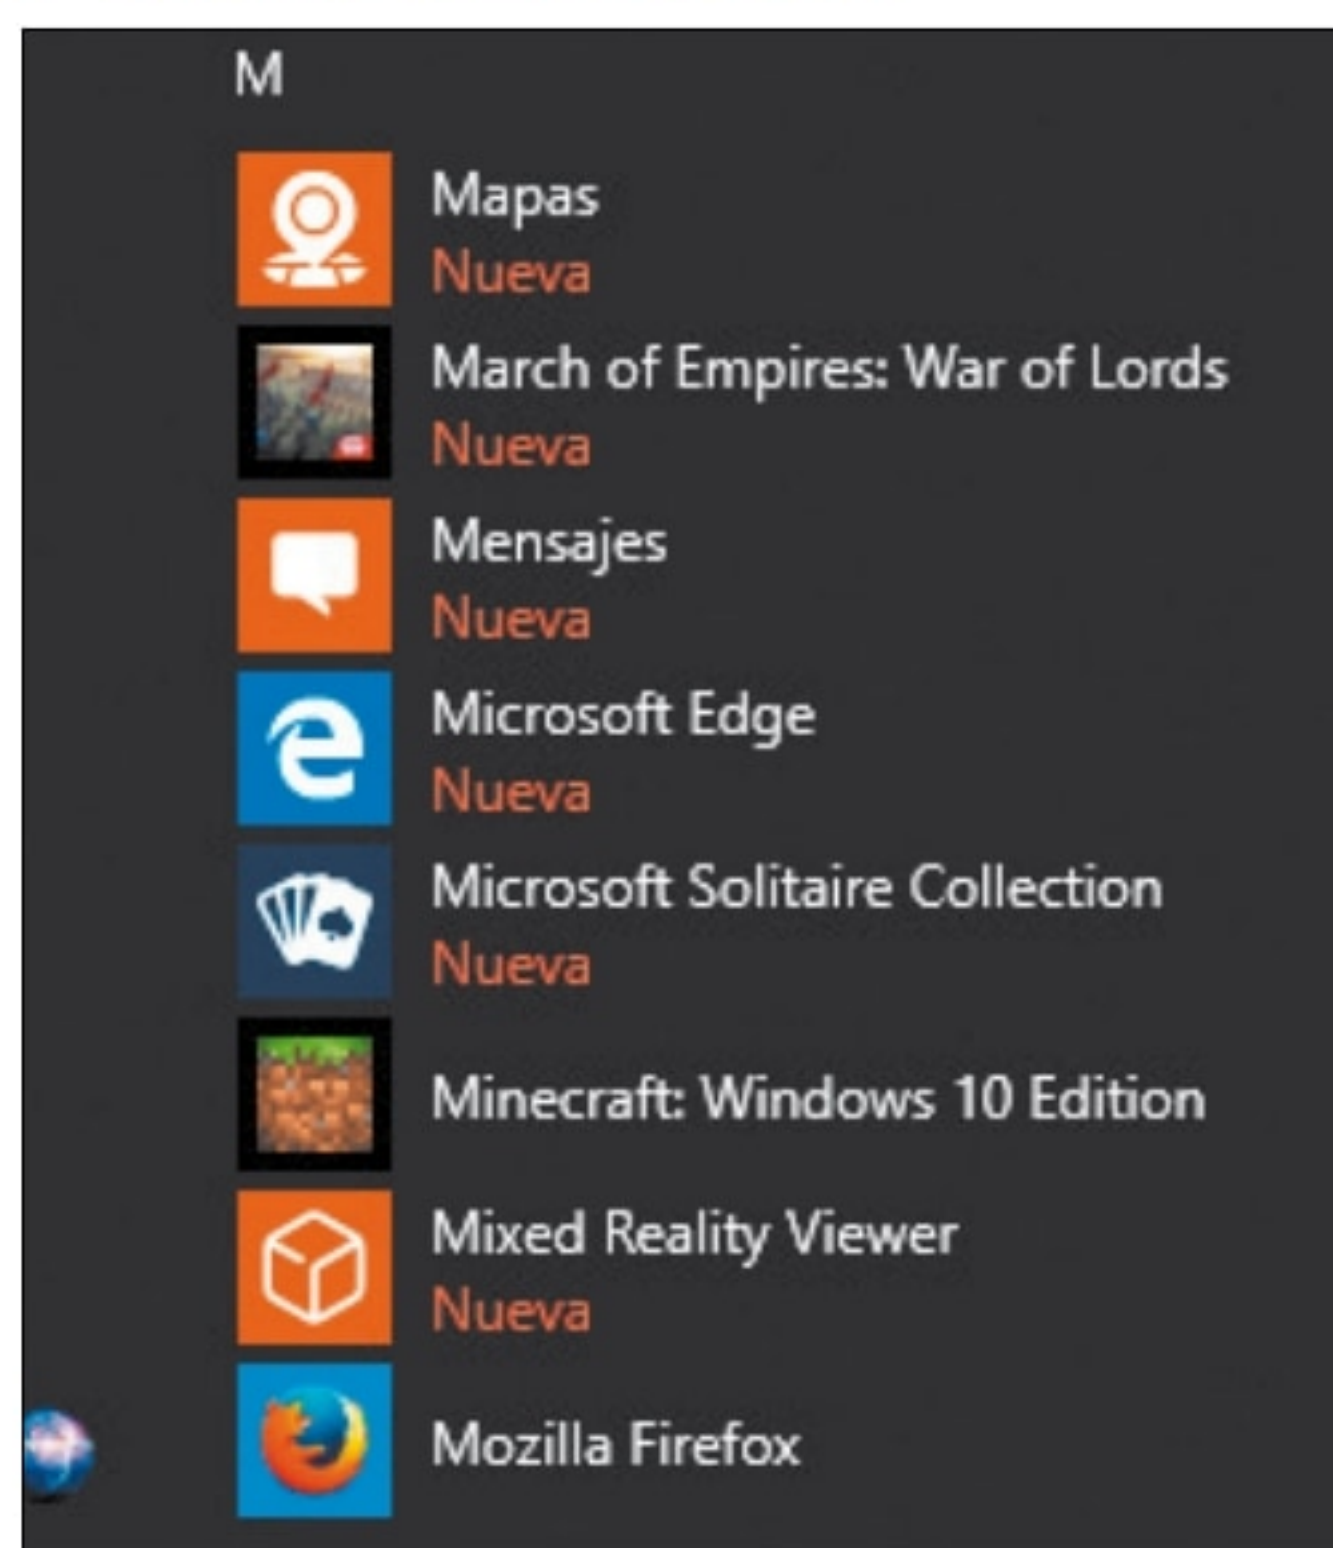 M
Mapas
Nueva
March of Empires: War of Lords
Nueva
Mensajes
Nueva
Microsoft Edge
Nueva
Microsoft Solitaire Collection
Nueva
Minecraft: Windows 10 Edition
Mixed Reality Viewer
Nueva
Mozilla Firefox